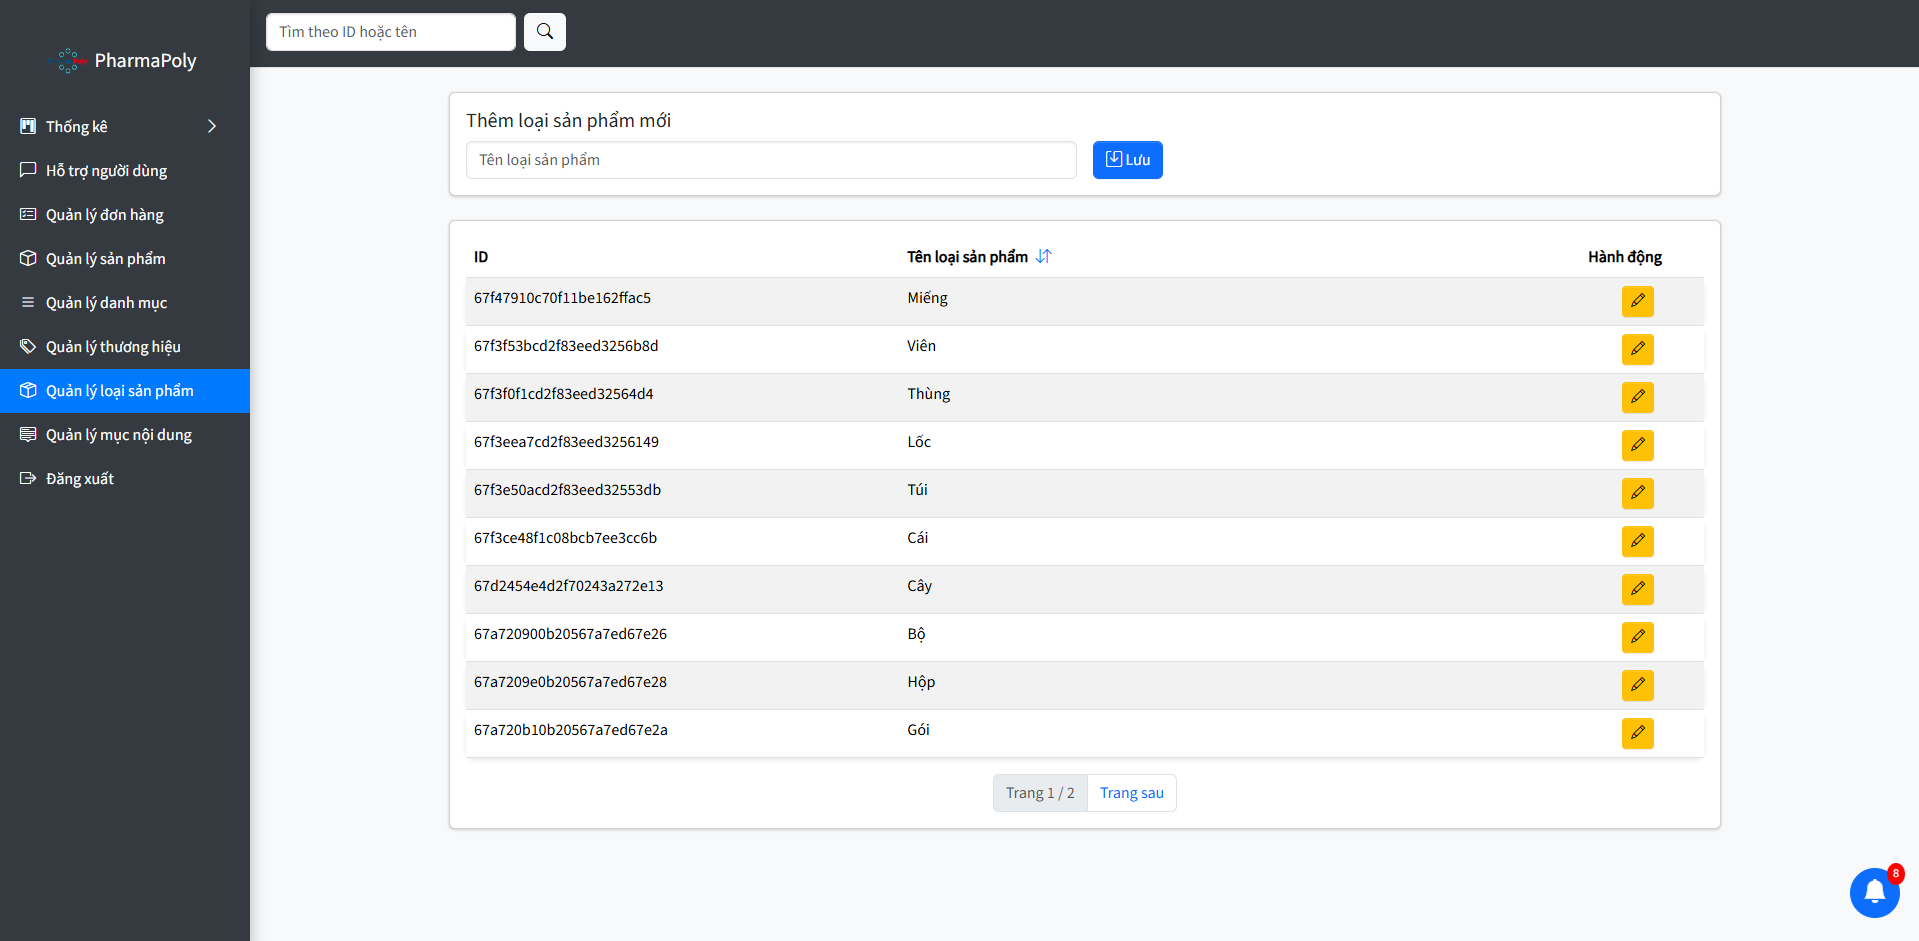 PharmaPoly
Thống kê
Hỗ trợ người dùng
Quản lý đơn hàng
Quản lý sản phẩm
Quản lý danh mục
Quản lý thương hiệu
Quản lý loại sản phẩm
Quản lý mục nội dung
Đăng xuất
Tìm theo ID hoặc tên
Thêm loại sản phẩm mới
Tên loại sản phẩm
Lưu
ID Tên loại sản phẩm Hành động
67f47910c70f11be162ffac5 Miếng
67f3f53bcd2f83eed3256b8d Viên
67f3f0f1cd2f83eed32564d4 Thùng
67f3eea7cd2f83eed3256149 Lốc
67f3e50acd2f83eed32553db Túi
67f3ce48f1c08bcb7ee3cc6b Cái
67d2454e4d2f70243a272e13 Cây
67a720900b20567a7ed67e26 Bộ
67a7209e0b20567a7ed67e28 Hộp
67a720b10b20567a7ed67e2a Gói
Trang 1 / 2 Trang sau
8